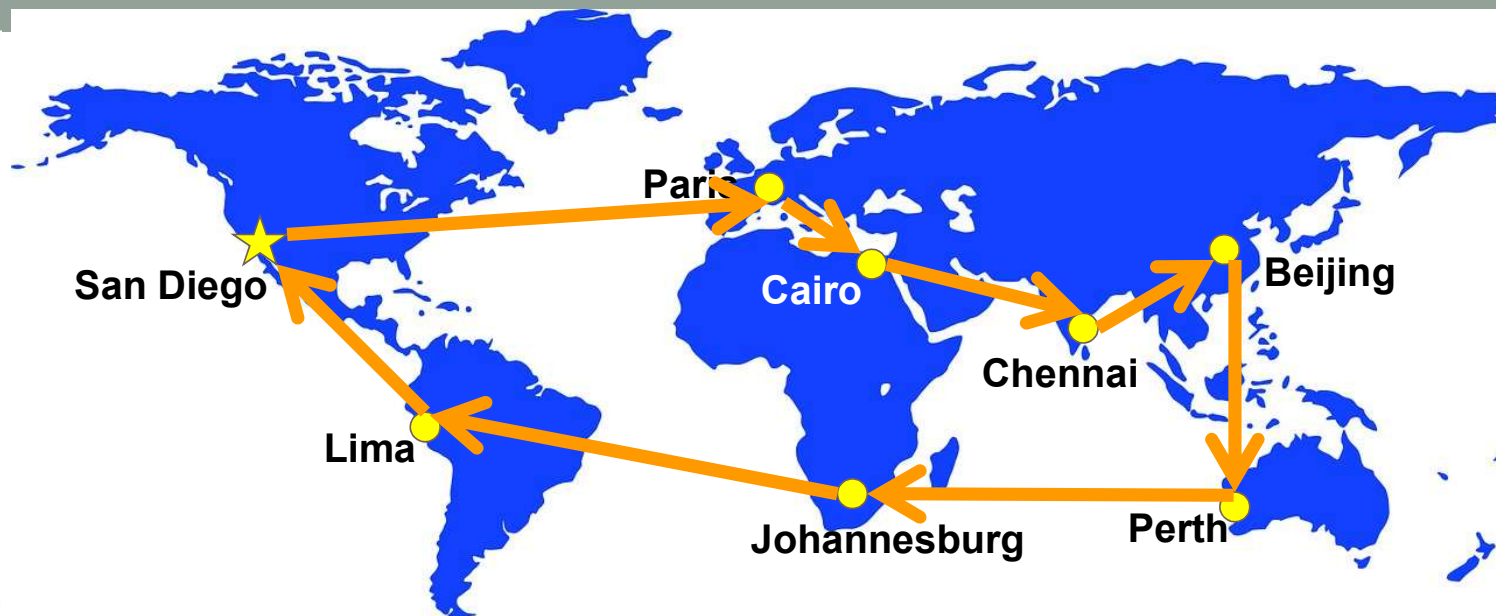 Paris
San Diego
Cairo
Beijing
Chennai
Lima
Johannesburg
Perth